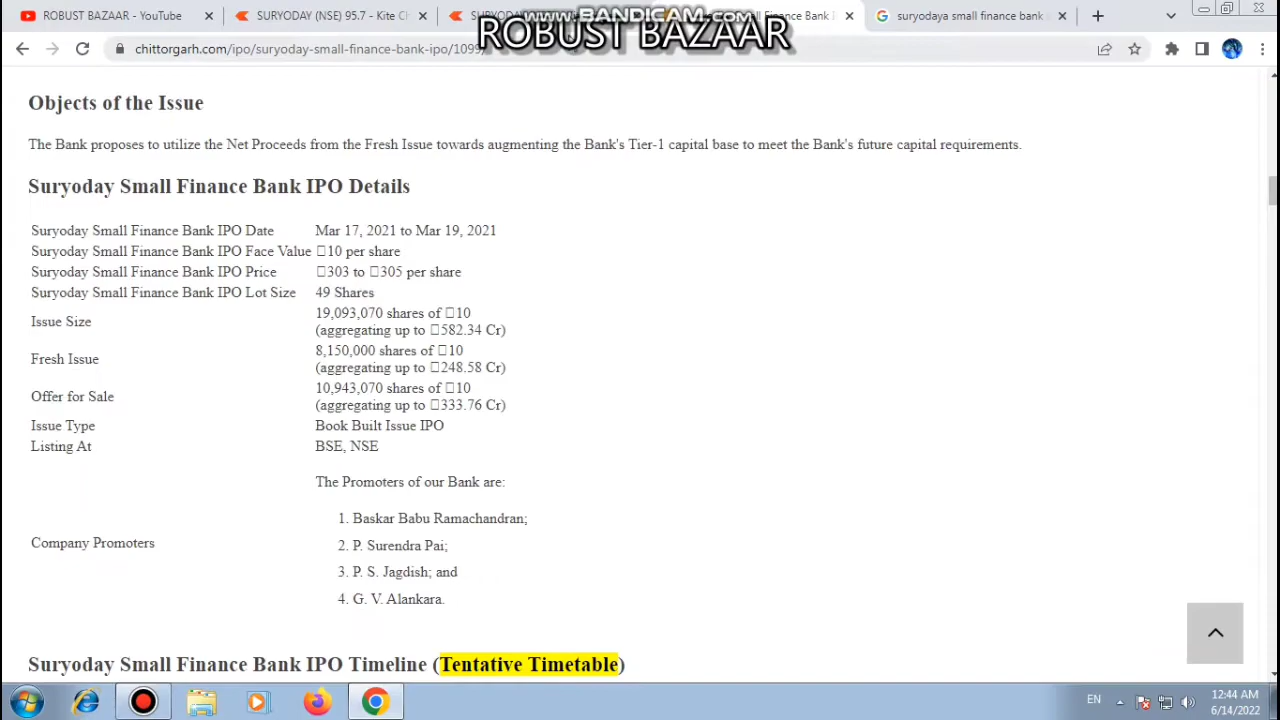 BAZAAR - YouTube
SURYODAY (NSE) 95.7
Kite
www.BANDICAM.com
ROBUST BAZAAR
suryodaya small finance
chittorgarh.com/ipo/suryoday-small-finance-bank-ipo/1099/
Objects of the Issue
The Bank proposes to utilize the Net Proceeds from the Fresh Issue towards augmenting the Bank's Tier-1 capital base to meet the Bank's future capital requirements.
Suryoday Small Finance Bank IPO Details
Suryoday Small Finance Bank IPO Date Mar 17, 2021 to Mar 19, 2021
Suryoday Small Finance Bank IPO Face Value □10 per share
Suryoday Small Finance Bank IPO Price □303 to □305 per share
Suryoday Small Finance Bank IPO Lot Size 49 Shares
Issue Size 19,093,070 shares of □10
(aggregating up to □582.34 Cr)
Fresh Issue 8,150,000 shares of □10
(aggregating up to □248.58 Cr)
Offer for Sale 10,943,070 shares of □10
(aggregating up to □333.76 Cr)
Issue Type Book Built Issue IPO
Listing At BSE, NSE
The Promoters of our Bank are:
1. Baskar Babu Ramachandran;
2. P. Surendra Pai;
Company Promoters
3. P. S. Jagdish; and
4. G. V. Alankara.
Suryoday Small Finance Bank IPO Timeline (Tentative Timetable)
EN
12:44 AM
6/14/2022